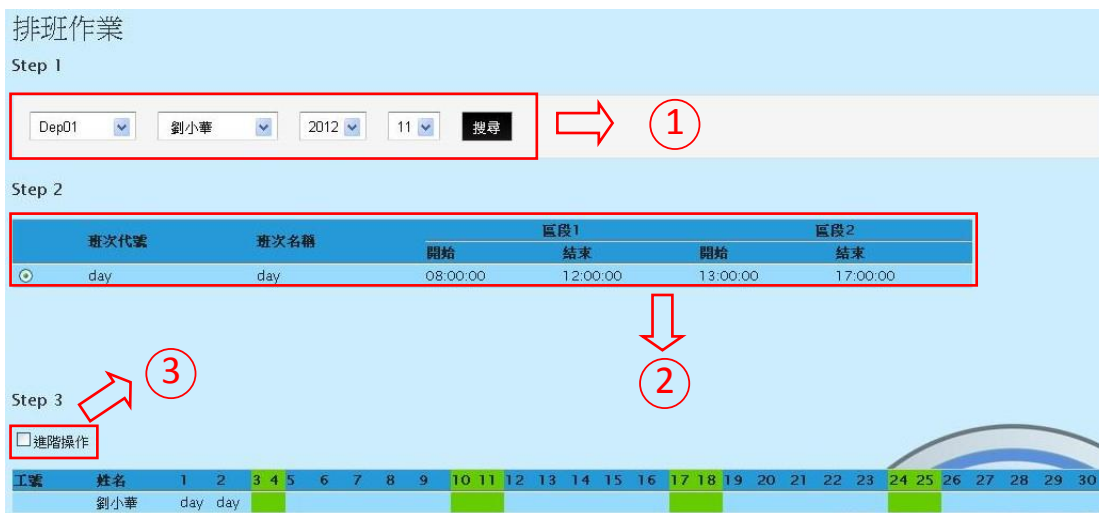 排班作業
Step 1
Dep01 劉小華 2012 11 搜尋
①
Step 2
班次代號 班次名稱 區段1 區段2
開始 結束 開始 結束
day day 08:00:00 12:00:00 13:00:00 17:00:00
②
③
Step 3
進階操作
工號 姓名 1 2 3 4 5 6 7 8 9 10 11 12 13 14 15 16 17 18 19 20 21 22 23 24 25 26 27 28 29 30
劉小華 day day